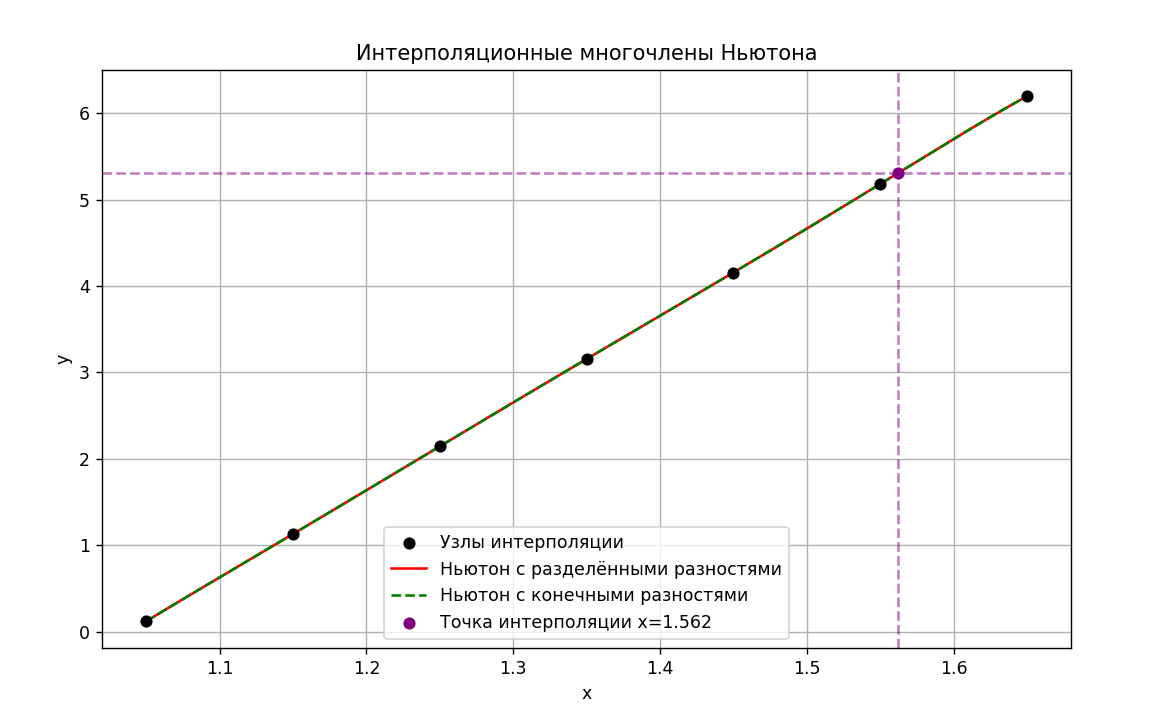 Интерполяционные многочлены Ньютона
6
5
4
3
2
1
0
y
Узлы интерполяции
Ньютон с разделёнными разностями
Ньютон с конечными разностями
Точка интерполяции x=1.562
1.1 1.2 1.3 1.4 1.5 1.6
x